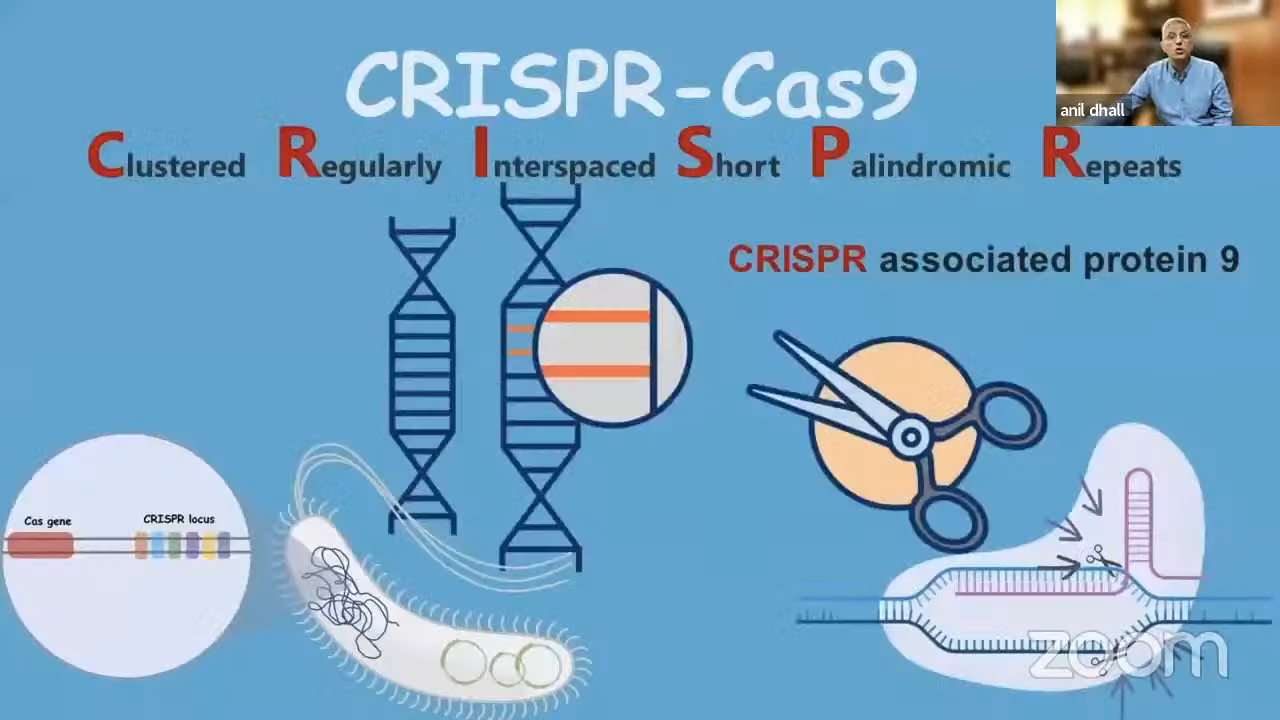 CRISPR-Cas9
anil dhall
Clustered Regularly Interspaced Short Palindromic Repeats
CRISPR associated protein 9
Cas gene
CRISPR locus
zoom